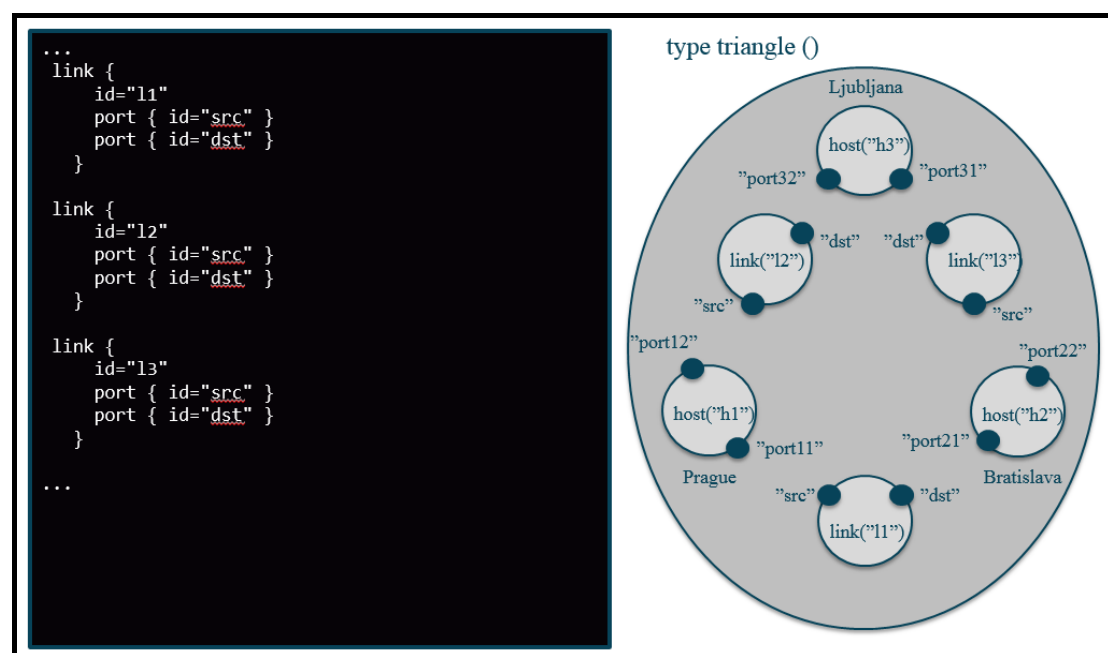 ...
link {
id="l1"
port { id="src" }
port { id="dst" }
}
link {
id="l2"
port { id="src" }
port { id="dst" }
}
link {
id="l3"
port { id="src" }
port { id="dst" }
}
...
type triangle ()
Ljubljana
host(”h3”)
”port32”
”port31”
”dst”
”dst”
link(”l2”)
link(”l3”)
”src”
”src”
”port12”
”port22”
host(”h1”)
host(”h2”)
”port11”
”port21”
Prague
Bratislava
”src”
”dst”
link(”l1”)